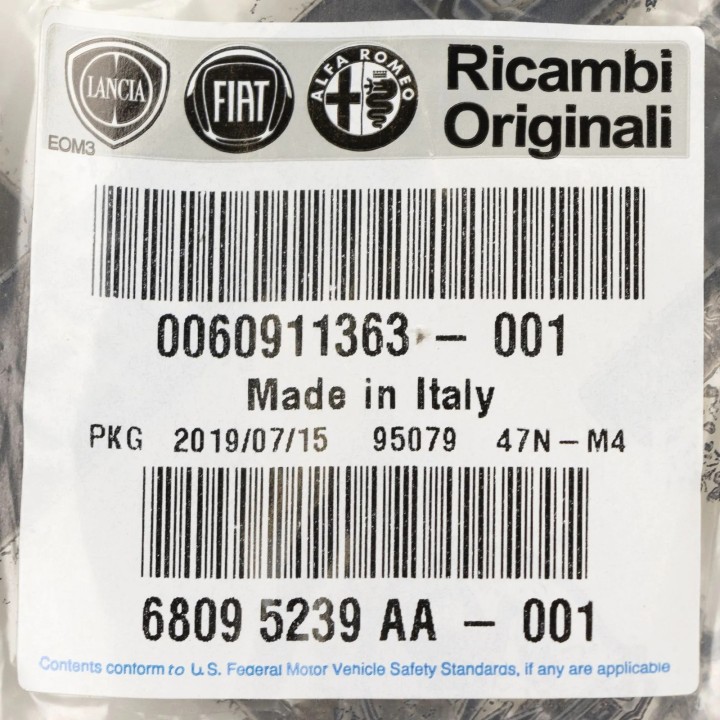 LANCIA FIAT ALFA ROMEO Ricambi
Originali
EOM3
0060911363 – 001
Made in Italy
PKG 2019/07/15 95079 47N – M4
6809 5239 AA – 001
Contents conform to U.S. Federal Motor Vehicle Safety Standards, if any are applicable